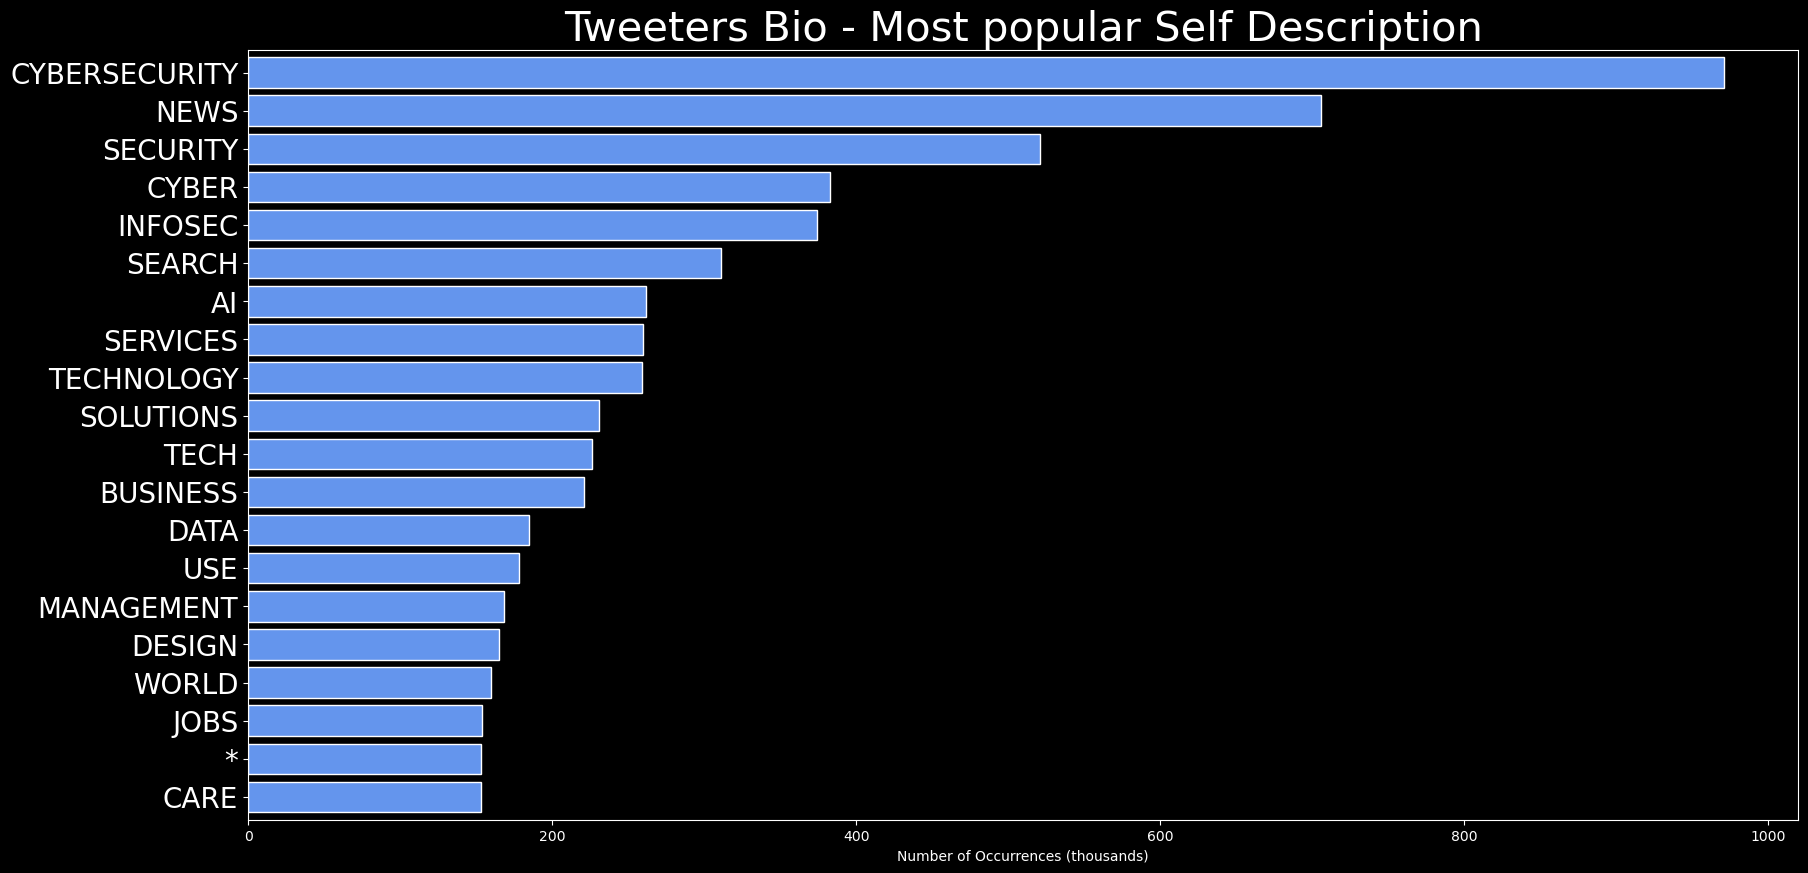 Tweeters Bio - Most popular Self Description
CYBERSECURITY
NEWS
SECURITY
CYBER
INFOSEC
SEARCH
AI
SERVICES
TECHNOLOGY
SOLUTIONS
TECH
BUSINESS
DATA
USE
MANAGEMENT
DESIGN
WORLD
JOBS
*
CARE
0 200 400 600 800 1000
Number of Occurrences (thousands)